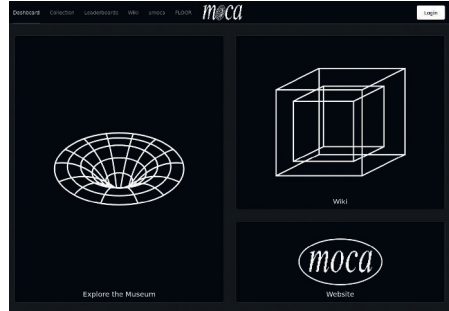 Dashboard Collection Leaderboards Wiki $moca FLOOR moca Login
Explore the Museum
Wiki
moca
Website